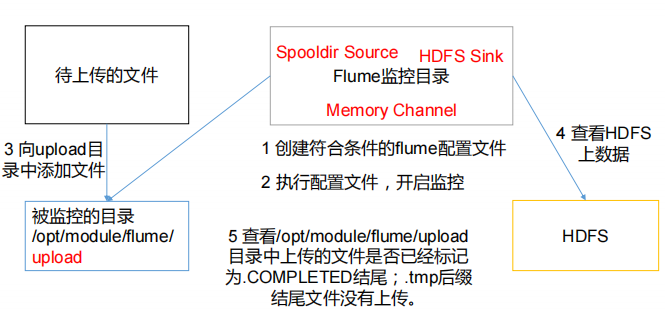 待上传的文件
Spooldir Source
HDFS Sink
Flume监控目录
Memory Channel
3 向upload目
录中添加文件
1 创建符合条件的flume配置文件
2 执行配置文件，开启监控
4 查看HDFS
上数据
被监控的目录
/opt/module/flume/
upload
5 查看/opt/module/flume/upload
目录中上传的文件是否已经标记
为.COMPLETED结尾；.tmp后缀
结尾文件没有上传。
HDFS